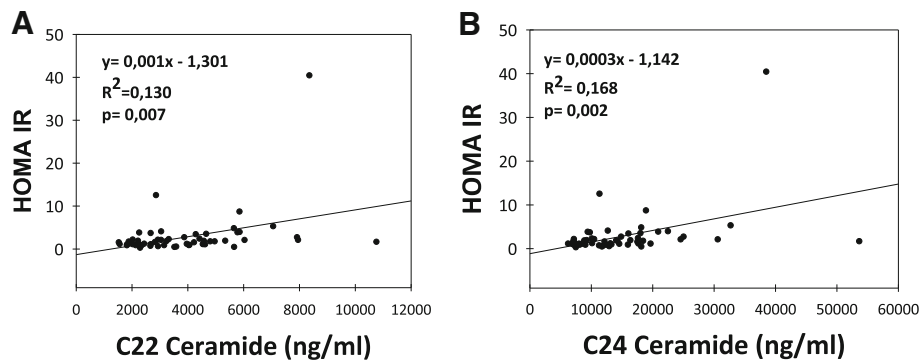 A
50
40
30
20
10
0
HOMA IR
y= 0,001x - 1,301
R²=0,130
p= 0,007
0 2000 4000 6000 8000 10000 12000
C22 Ceramide (ng/ml)
B
50
40
30
20
10
0
HOMA IR
y= 0,0003x - 1,142
R²= 0,168
p= 0,002
0 10000 20000 30000 40000 50000 60000
C24 Ceramide (ng/ml)